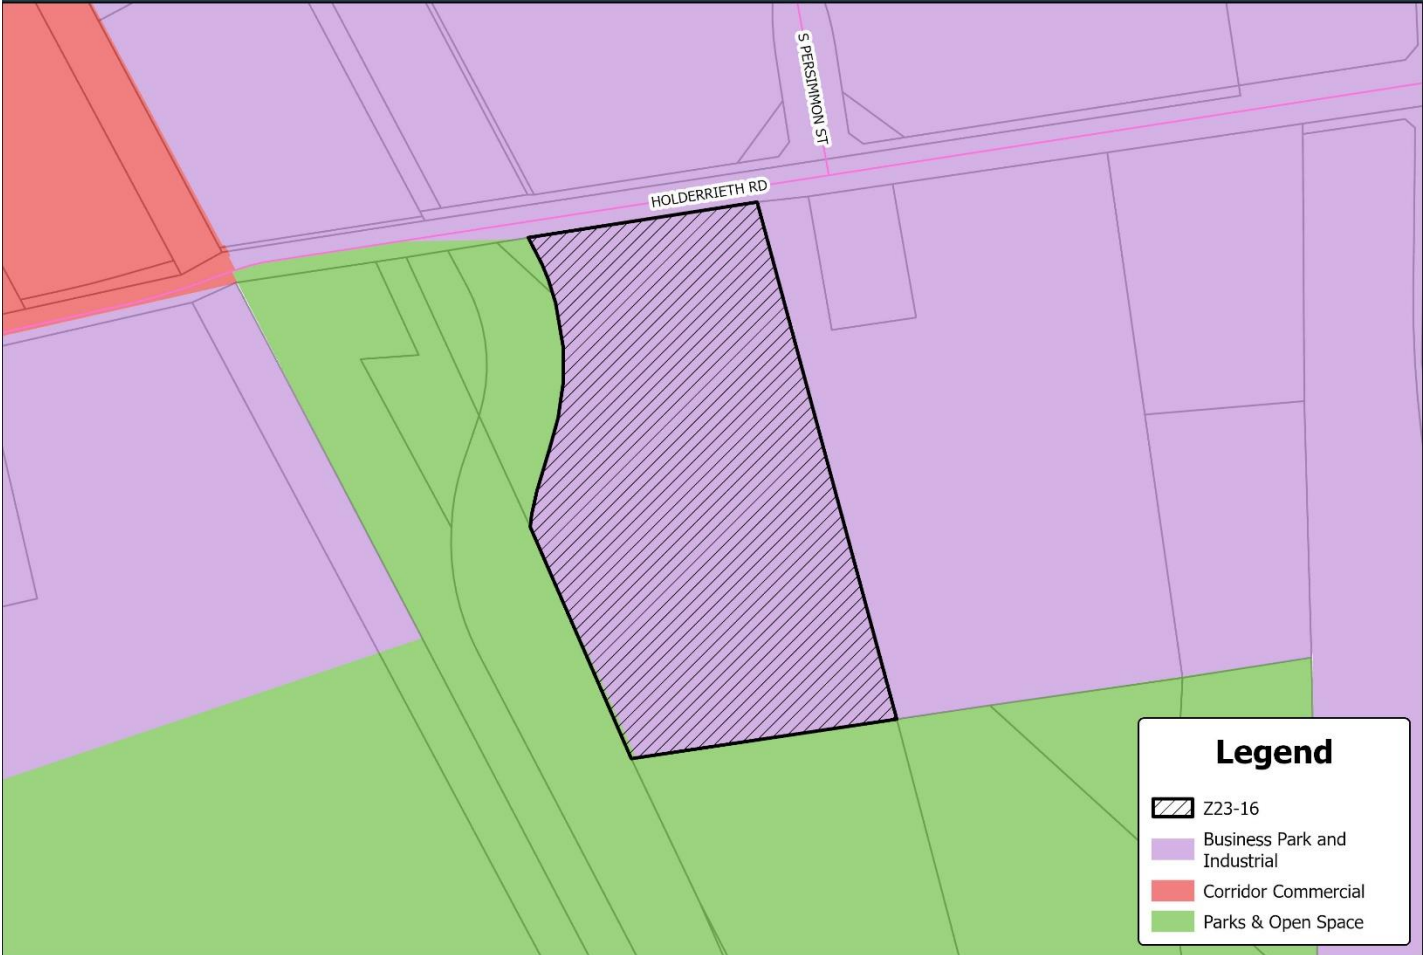 S PERSIMMON ST
HOLDERRIETH RD
Legend
Z23-16
Business Park and
Industrial
Corridor Commercial
Parks & Open Space